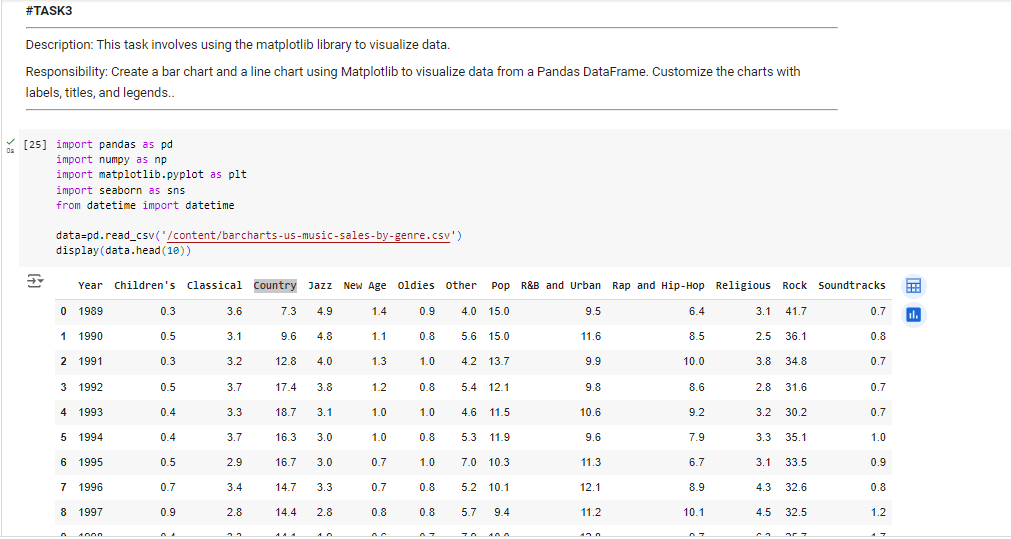 #TASK3
Description: This task involves using the matplotlib library to visualize data.
Responsibility: Create a bar chart and a line chart using Matplotlib to visualize data from a Pandas DataFrame. Customize the charts with
labels, titles, and legends..
[25] import pandas as pd
0s import numpy as np
import matplotlib.pyplot as plt
import seaborn as sns
from datetime import datetime
data=pd.read_csv('/content/barcharts-us-music-sales-by-genre.csv')
display(data.head(10))
Year Children's Classical Country Jazz New Age Oldies Other Pop R&B and Urban Rap and Hip-Hop Religious Rock Soundtracks
0 1989 0.3 3.6 7.3 4.9 1.4 0.9 4.0 15.0 9.5 6.4 3.1 41.7 0.7
1 1990 0.5 3.1 9.6 4.8 1.1 0.8 5.6 15.0 11.6 8.5 2.5 36.1 0.8
2 1991 0.3 3.2 12.8 4.0 1.3 1.0 4.2 13.7 9.9 10.0 3.8 34.8 0.7
3 1992 0.5 3.7 17.4 3.8 1.2 0.8 5.4 12.1 9.8 8.6 2.8 31.6 0.7
4 1993 0.4 3.3 18.7 3.1 1.0 1.0 4.6 11.5 10.6 9.2 3.2 30.2 0.7
5 1994 0.4 3.7 16.3 3.0 1.0 0.8 5.3 11.9 9.6 7.9 3.3 35.1 1.0
6 1995 0.5 2.9 16.7 3.0 0.7 1.0 7.0 10.3 11.3 6.7 3.1 33.5 0.9
7 1996 0.7 3.4 14.7 3.3 0.7 0.8 5.2 10.1 12.1 8.9 4.3 32.6 0.8
8 1997 0.9 2.8 14.4 2.8 0.8 0.8 5.7 9.4 11.2 10.1 4.5 32.5 1.2